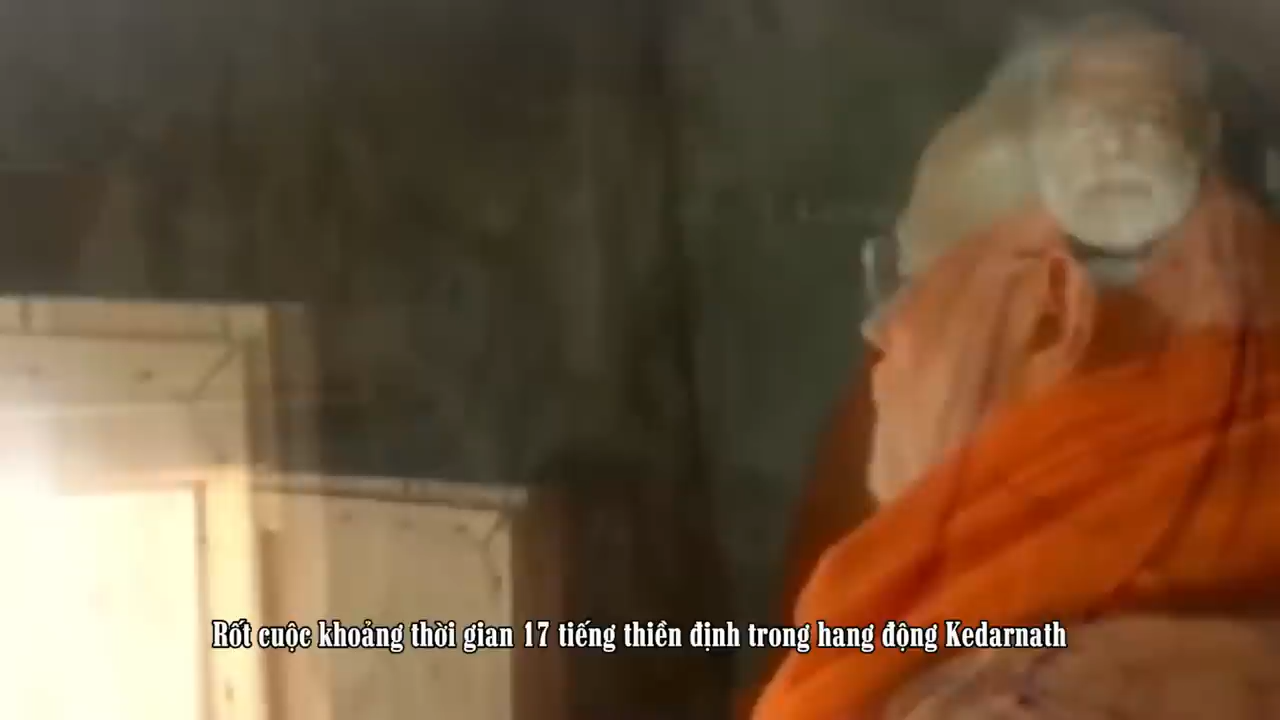 Rốt cuộc khoảng thời gian 17 tiếng thiền định trong hang động Kedarnath